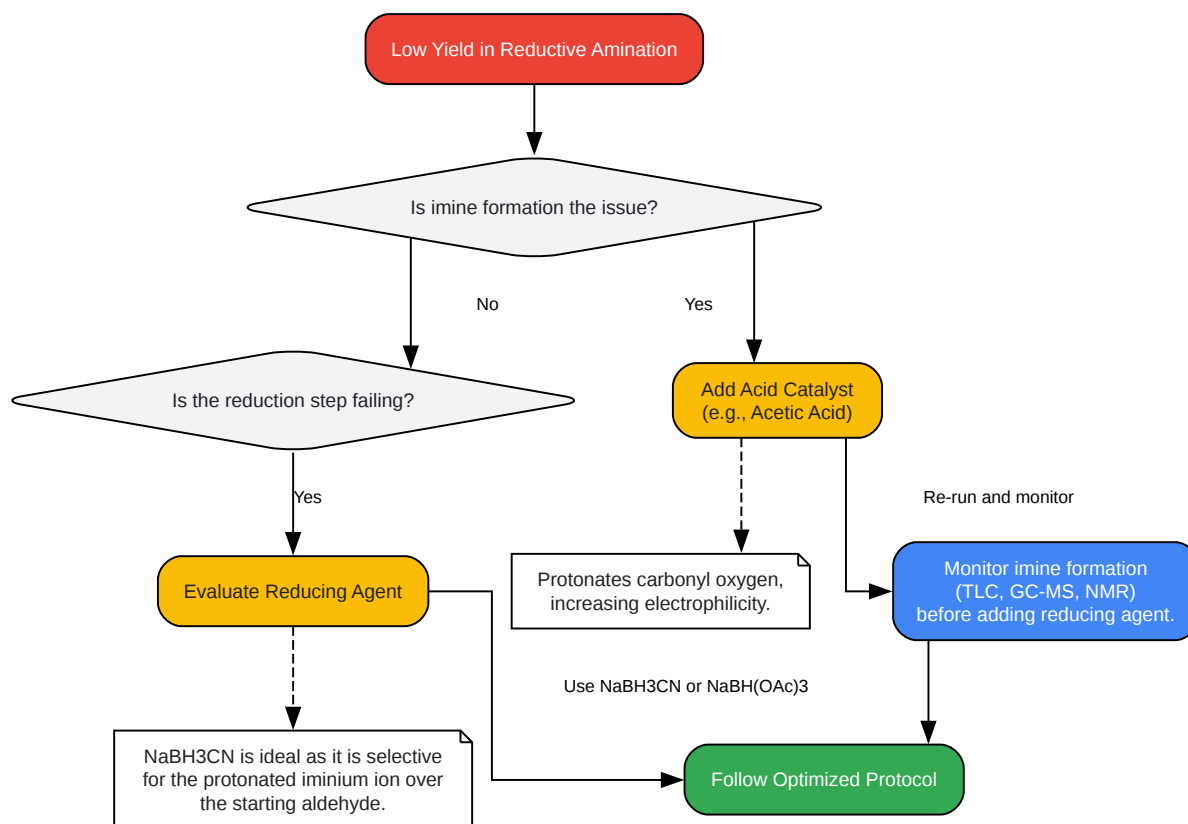 Low Yield in Reductive Amination
Is imine formation the issue?
No
Yes
Is the reduction step failing?
Add Acid Catalyst
(e.g., Acetic Acid)
Yes
Re-run and monitor
Evaluate Reducing Agent
Protonates carbonyl oxygen,
increasing electrophilicity.
Monitor imine formation
(TLC, GC-MS, NMR)
before adding reducing agent.
Use NaBH3CN or NaBH(OAc)3
NaBH3CN is ideal as it is selective
for the protonated iminium ion over
the starting aldehyde.
Follow Optimized Protocol